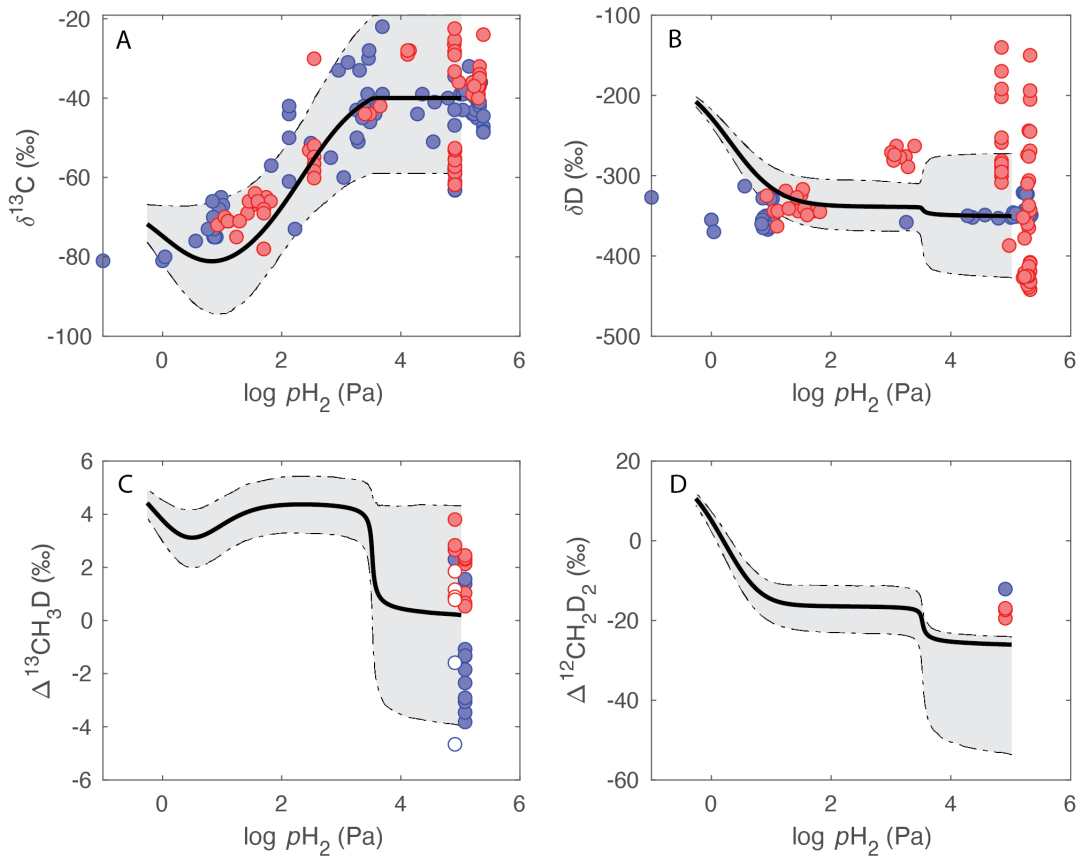 A
δ¹³C (‰)
-20
-40
-60
-80
-100
0 2 4 6
log pH₂ (Pa)
B
δD (‰)
-100
-200
-300
-400
-500
0 2 4 6
log pH₂ (Pa)
C
Δ¹³CH₃D (‰)
6
4
2
0
-2
-4
-6
0 2 4 6
log pH₂ (Pa)
D
Δ¹²CH₂D₂ (‰)
20
0
-20
-40
-60
0 2 4 6
log pH₂ (Pa)